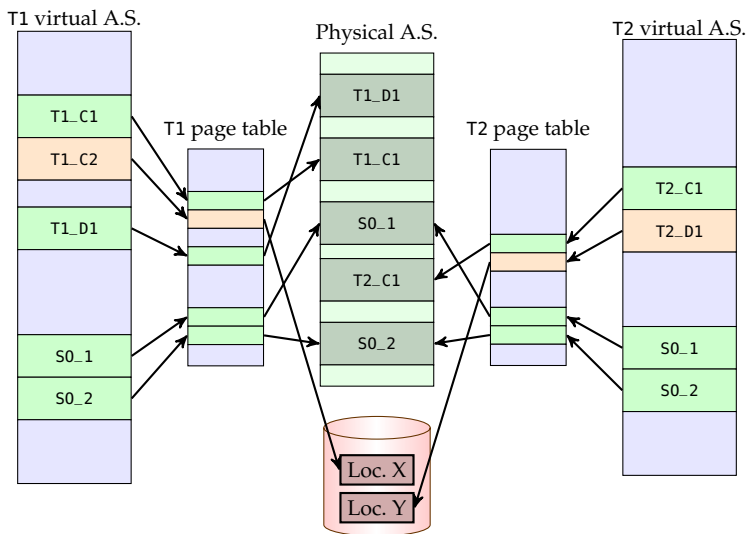 T1 virtual A.S.
T1_C1
T1_C2
T1_D1
S0_1
S0_2
T1 page table
Physical A.S.
T1_D1
T1_C1
S0_1
T2_C1
S0_2
Loc. X
Loc. Y
T2 page table
T2 virtual A.S.
T2_C1
T2_D1
S0_1
S0_2